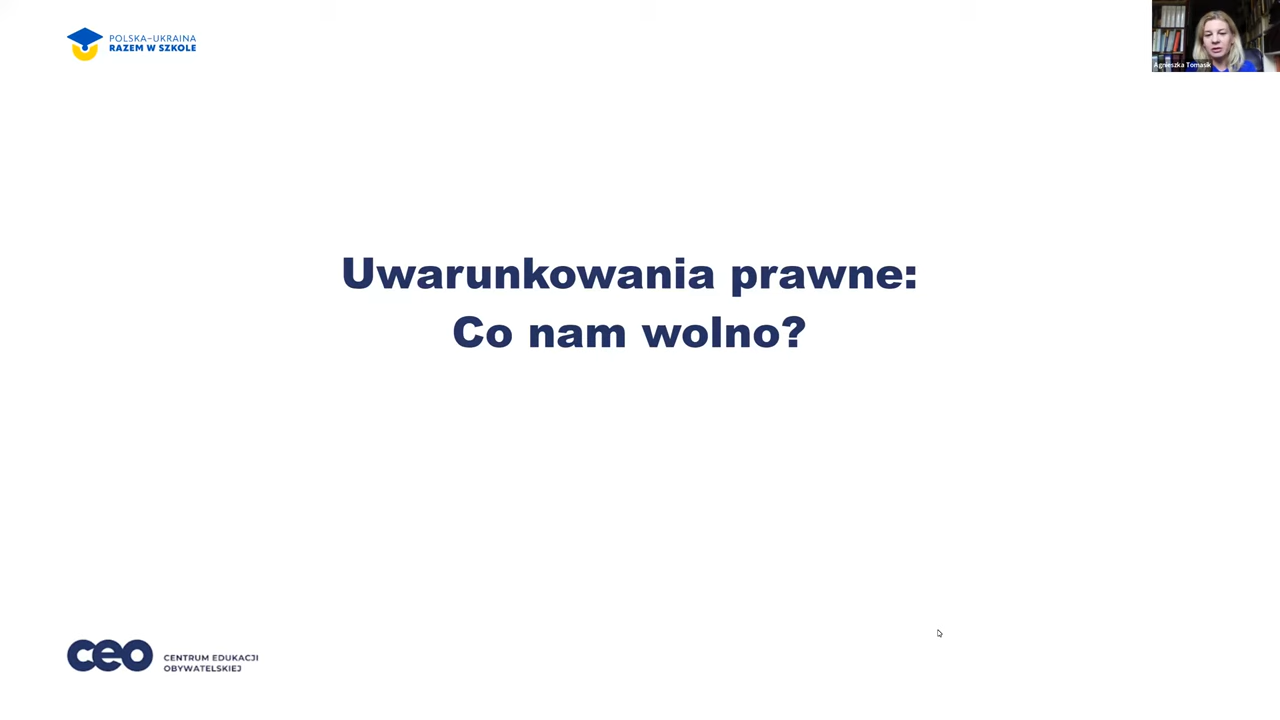 POLSKA–UKRAINA
RAZEM W SZKOLE
Agnieszka Tomasik
Uwarunkowania prawne:
Co nam wolno?
ceo
CENTRUM EDUKACJI
OBYWATELSKIEJ